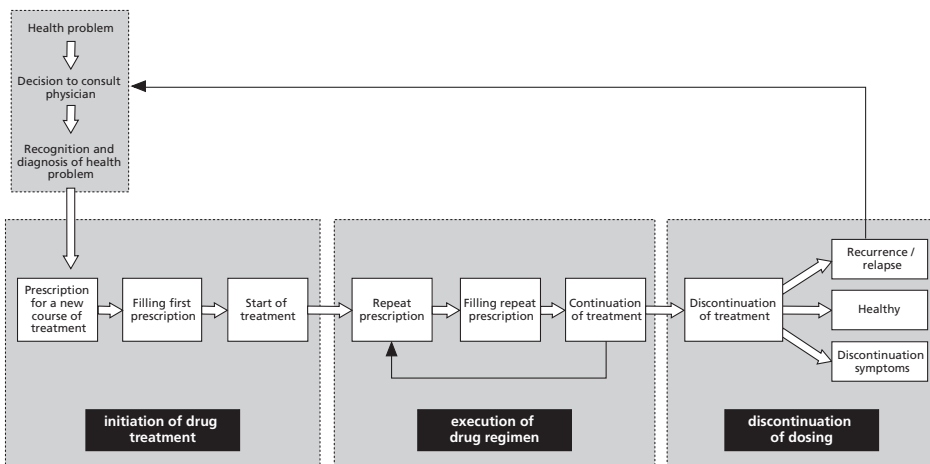 Health problem
Decision to consult
physician
Recognition and
diagnosis of health
problem
Prescription
for a new
course of
treatment
Filling first
prescription
Start of
treatment
Repeat
prescription
Filling repeat
prescription
Continuation
of treatment
Discontinuation
of treatment
Recurrence /
relapse
Healthy
Discontinuation
symptoms
initiation of drug
treatment
execution of
drug regimen
discontinuation
of dosing